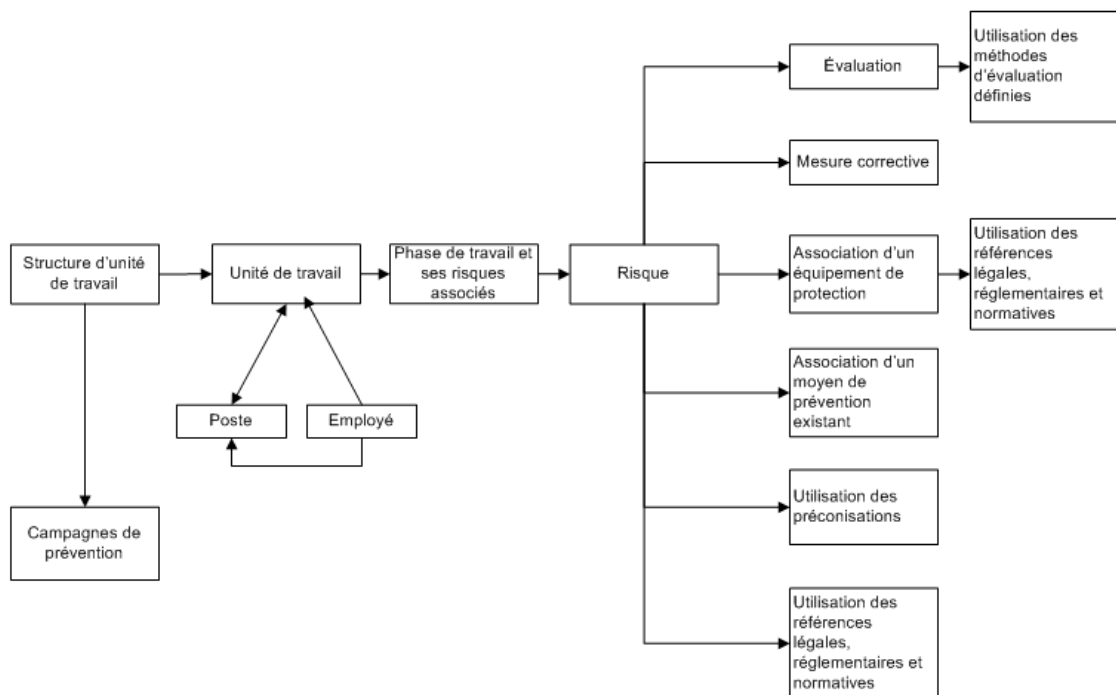 Structure d'unité
de travail
Campagnes de
prévention
Unité de travail
Poste
Employé
Phase de travail et
ses risques
associés
Risque
Évaluation
Utilisation des
méthodes
d'évaluation
définies
Mesure corrective
Association d'un
équipement de
protection
Utilisation des
références
légales,
réglementaires et
normatives
Association d'un
moyen de
prévention
existant
Utilisation des
préconisations
Utilisation des
références
légales,
réglementaires et
normatives